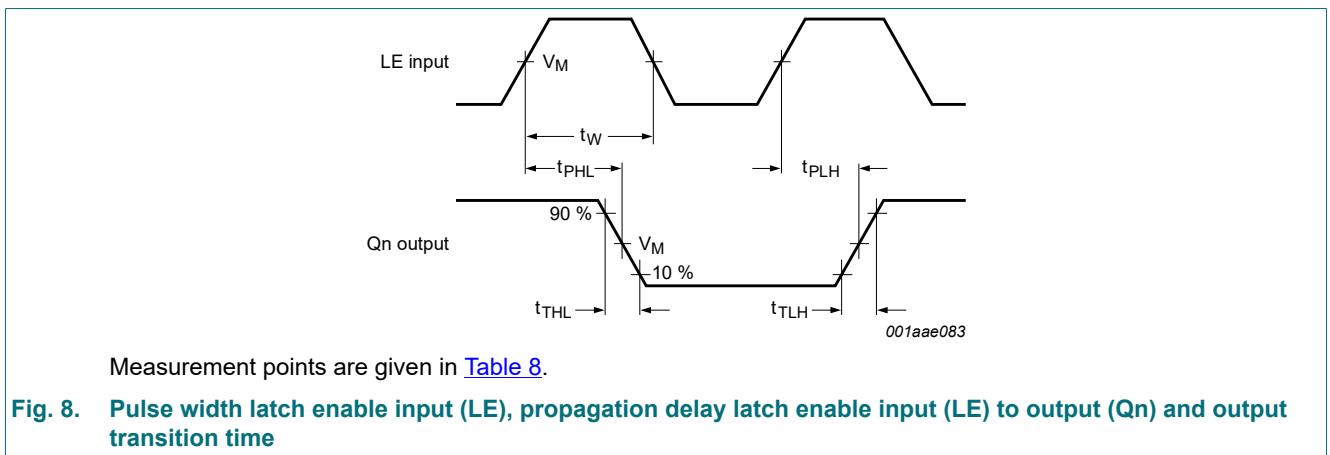 LE input
VM
tW
tPHL
tPLH
90 %
Qn output
VM
10 %
tTHL
tTLH
001aae083
Measurement points are given in Table 8.
Fig. 8. Pulse width latch enable input (LE), propagation delay latch enable input (LE) to output (Qn) and output
transition time